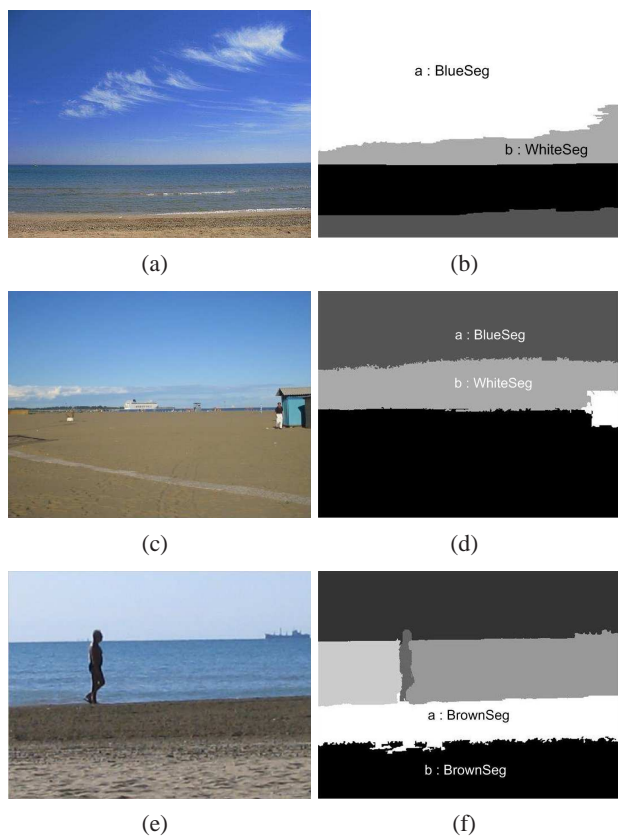 a : BlueSeg
b : WhiteSeg
(a)
(b)
a : BlueSeg
b : WhiteSeg
(c)
(d)
a : BrownSeg
b : BrownSeg
(e)
(f)